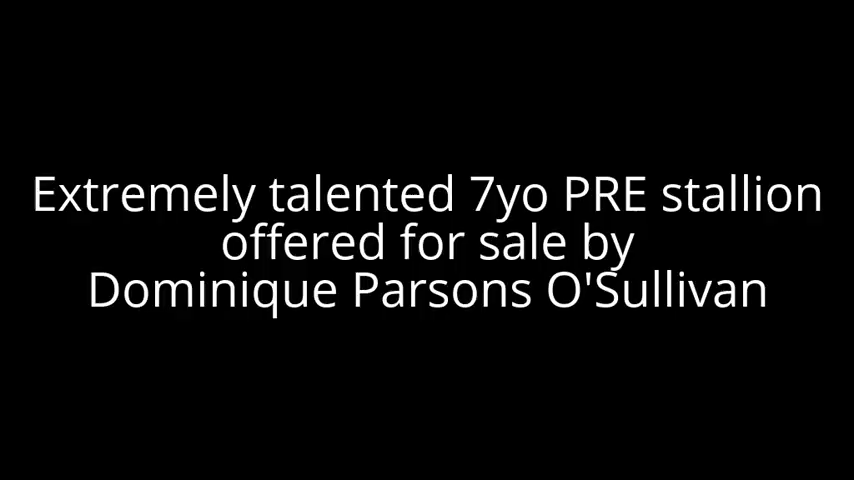 Extremely talented 7yo PRE stallion
offered for sale by
Dominique Parsons O'Sullivan